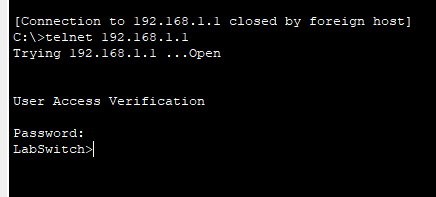 [Connection to 192.168.1.1 closed by foreign host]
C:\>telnet 192.168.1.1
Trying 192.168.1.1 ...Open
User Access Verification
Password:
LabSwitch>